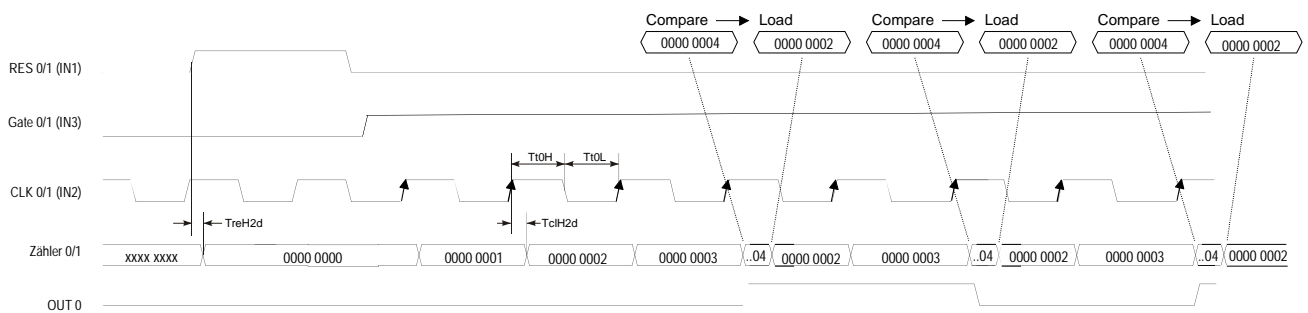 Compare Load Compare Load Compare Load
0000 0004 0000 0002 0000 0004 0000 0002 0000 0004 0000 0002
RES 0/1 (IN1)
Gate 0/1 (IN3)
Tt0H Tt0L
CLK 0/1 (IN2)
TreH2d TclH2d
Zähler 0/1 xxxx xxxx 0000 0000 0000 0001 0000 0002 0000 0003 ..04 0000 0002 0000 0003 ..04 0000 0002 0000 0003 ..04 0000 0002
OUT 0